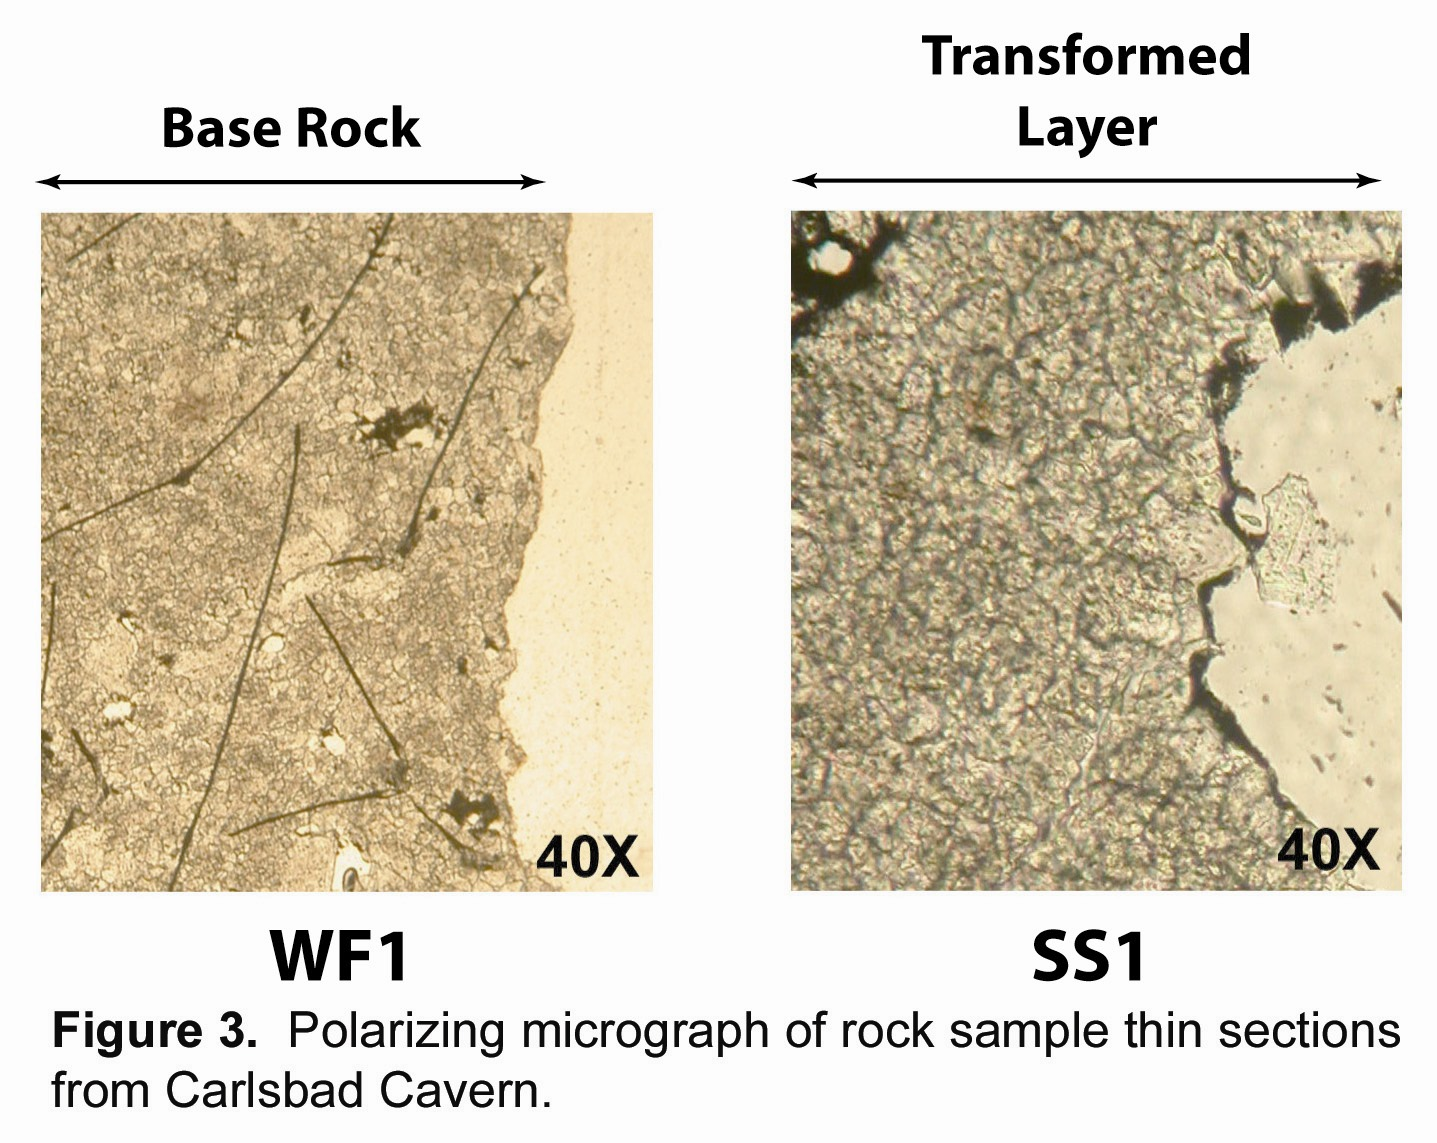 Base Rock
Transformed
Layer
40X
40X
WF1
SS1
Figure 3. Polarizing micrograph of rock sample thin sections
from Carlsbad Cavern.